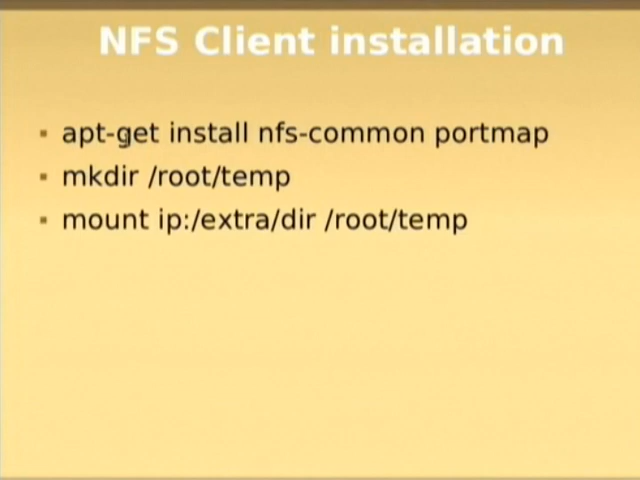 NFS Client installation
apt-get install nfs-common portmap
mkdir /root/temp
mount ip:/extra/dir /root/temp